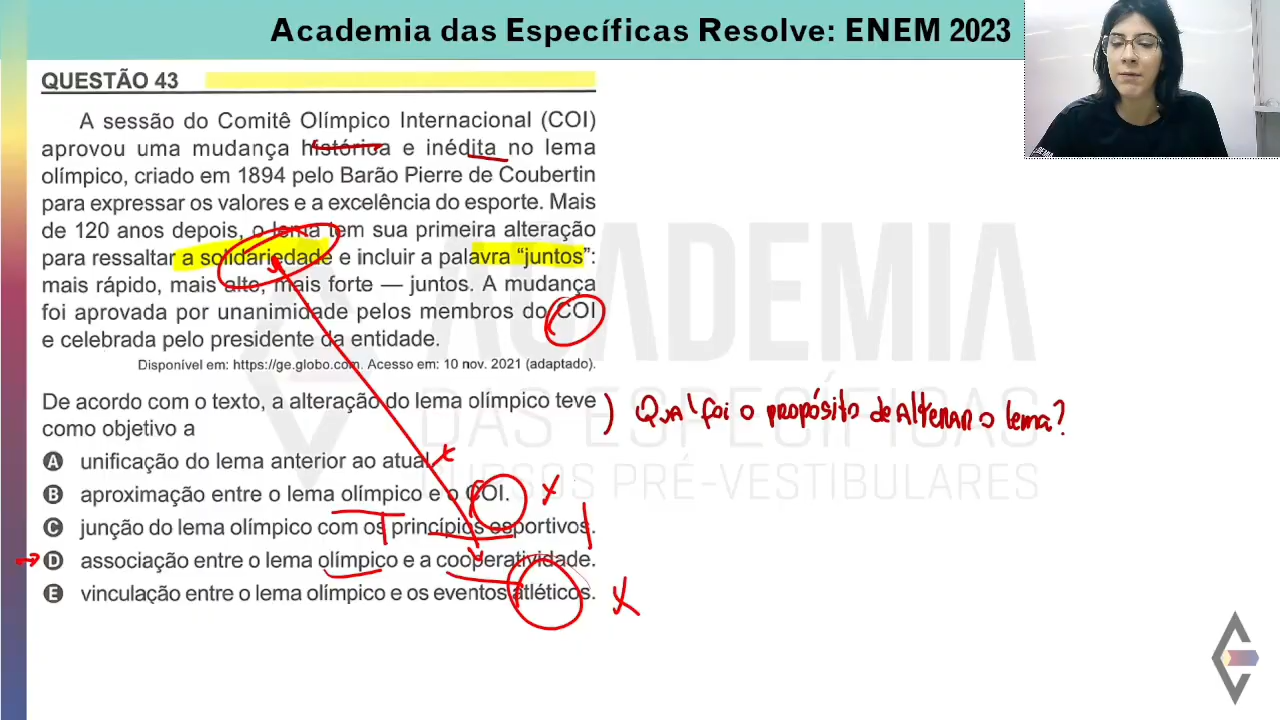 Academia das Específicas Resolve: ENEM 2023
QUESTÃO 43
A sessão do Comitê Olímpico Internacional (COI)
aprovou uma mudança histórica e inédita no lema
olímpico, criado em 1894 pelo Barão Pierre de Coubertin
para expressar os valores e a excelência do esporte. Mais
de 120 anos depois, o lema tem sua primeira alteração
para ressaltar a solidariedade e incluir a palavra “juntos”:
mais rápido, mais alto, mais forte — juntos. A mudança
foi aprovada por unanimidade pelos membros do COI
e celebrada pelo presidente da entidade.
Disponível em: https://ge.globo.com. Acesso em: 10 nov. 2021 (adaptado).
De acordo com o texto, a alteração do lema olímpico teve
como objetivo a
A unificação do lema anterior ao atual.
B aproximação entre o lema olímpico e o COI.
C junção do lema olímpico com os princípios esportivos.
D associação entre o lema olímpico e a cooperatividade.
E vinculação entre o lema olímpico e os eventos atléticos.
) QUAL foi o PROPÓSITO de AlTERAR o lema?
ACADEMIA
DAS ESPECÍFICAS
CURSOS PRÉ-VESTIBULARES